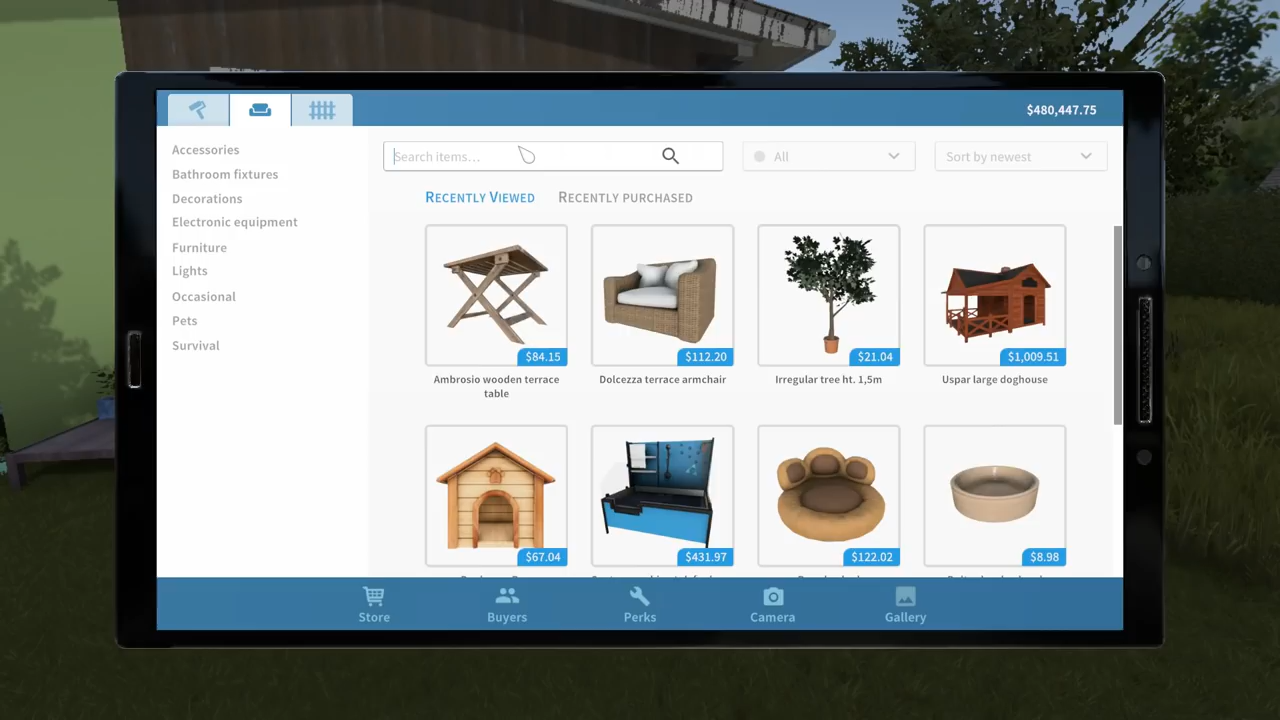 $480,447.75
Accessories
Bathroom fixtures
Decorations
Electronic equipment
Furniture
Lights
Occasional
Pets
Survival
Search items...
All
Sort by newest
Recently Viewed
Recently purchased
$84.15
$112.20
$21.04
$1,009.51
Ambrosio wooden terrace
table
Dolcezza terrace armchair
Irregular tree ht. 1,5m
Uspar large doghouse
$67.04
$431.97
$122.02
$8.98
Store
Buyers
Perks
Camera
Gallery